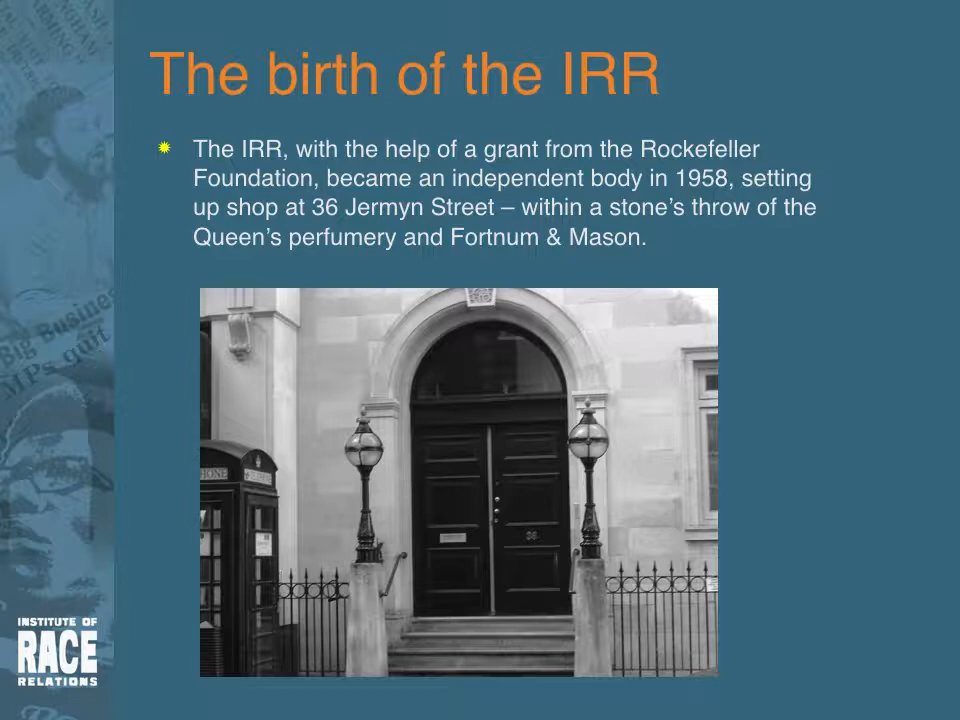 The birth of the IRR
The IRR, with the help of a grant from the Rockefeller
Foundation, became an independent body in 1958, setting
up shop at 36 Jermyn Street – within a stone’s throw of the
Queen’s perfumery and Fortnum & Mason.
Big Business
MPs quit
HONE
36
INSTITUTE OF
RACE
RELATIONS